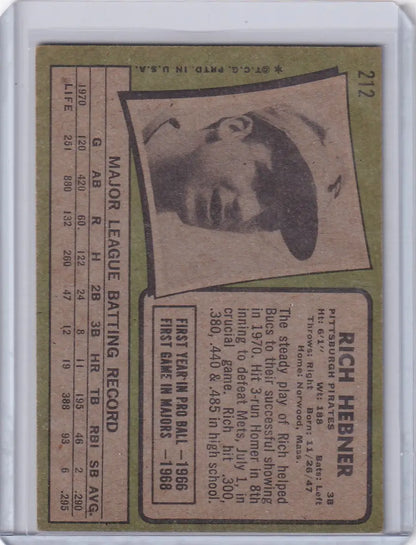 212
*©T.C.G. PRTD. IN U.S.A.
RICH HEBNER
PITTSBURGH PIRATES 3B
Ht: 6'1" Wt: 188 Bats: Left
Throws: Right Born: 11/26/47
Home: Norwood, Mass.
The steady play of Rich helped
Bucs to their successful showing
in 1970. Hit 3-run Homer in 8th
inning to defeat Mets, July 1, in
crucial game. Rich hit .300,
.380, .440 & .485 in high school.
FIRST YEAR IN PRO BALL —1966
FIRST GAME IN MAJORS —1968
MAJOR LEAGUE BATTING RECORD
G AB R H 2B 3B HR TB RBI SB AVG.
1970 120 420 60 122 24 8 11 195 46 2 .290
LIFE 251 880 132 260 47 12 19 388 93 6 .295